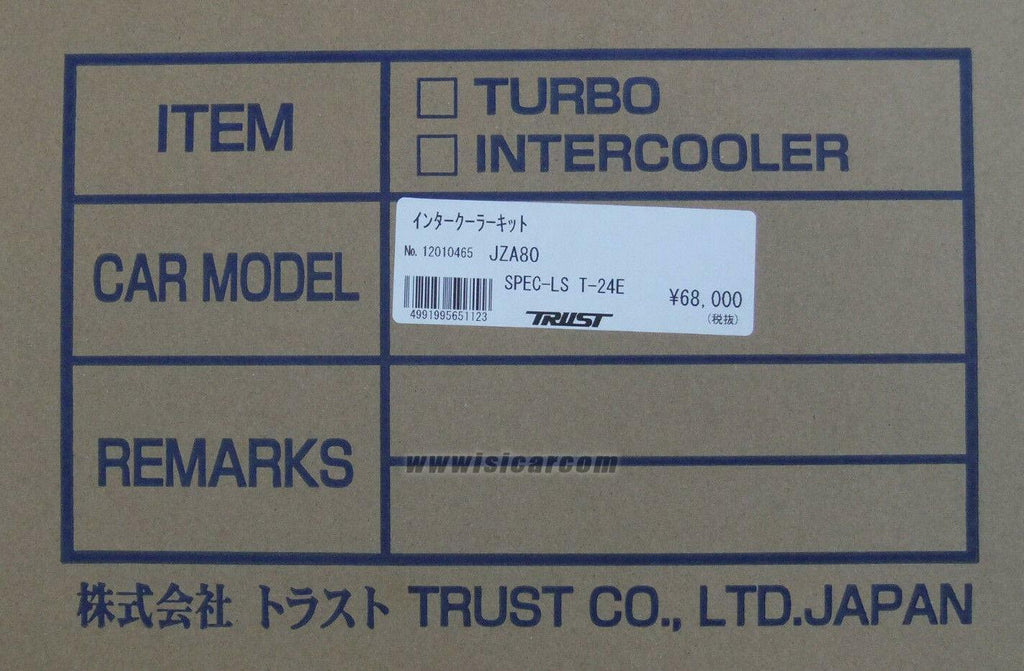 ITEM
☐ TURBO
☐ INTERCOOLER
CAR MODEL
インタークーラーキット
No. 12010465 JZA80
SPEC-LS T-24E
¥68,000
(税抜)
4991995651123
TRUST
REMARKS
wwwisicarcom
株式会社 トラスト TRUST CO., LTD.JAPAN